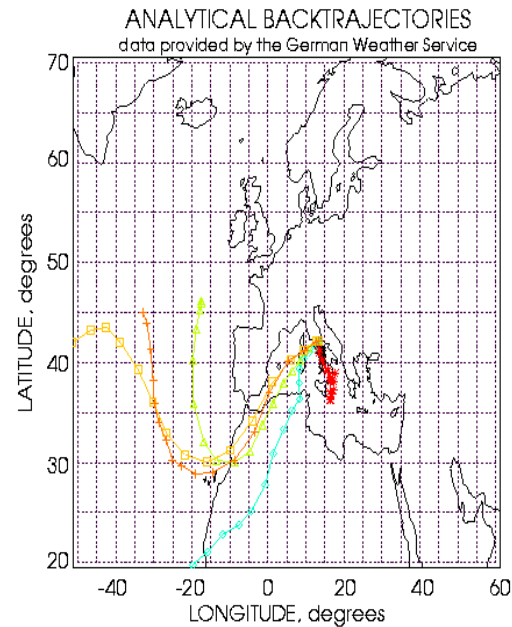 ANALYTICAL BACKTRAJECTORIES
data provided by the German Weather Service
70
60
50
40
30
20
LATITUDE, degrees
-40 -20 0 20 40 60
LONGITUDE, degrees